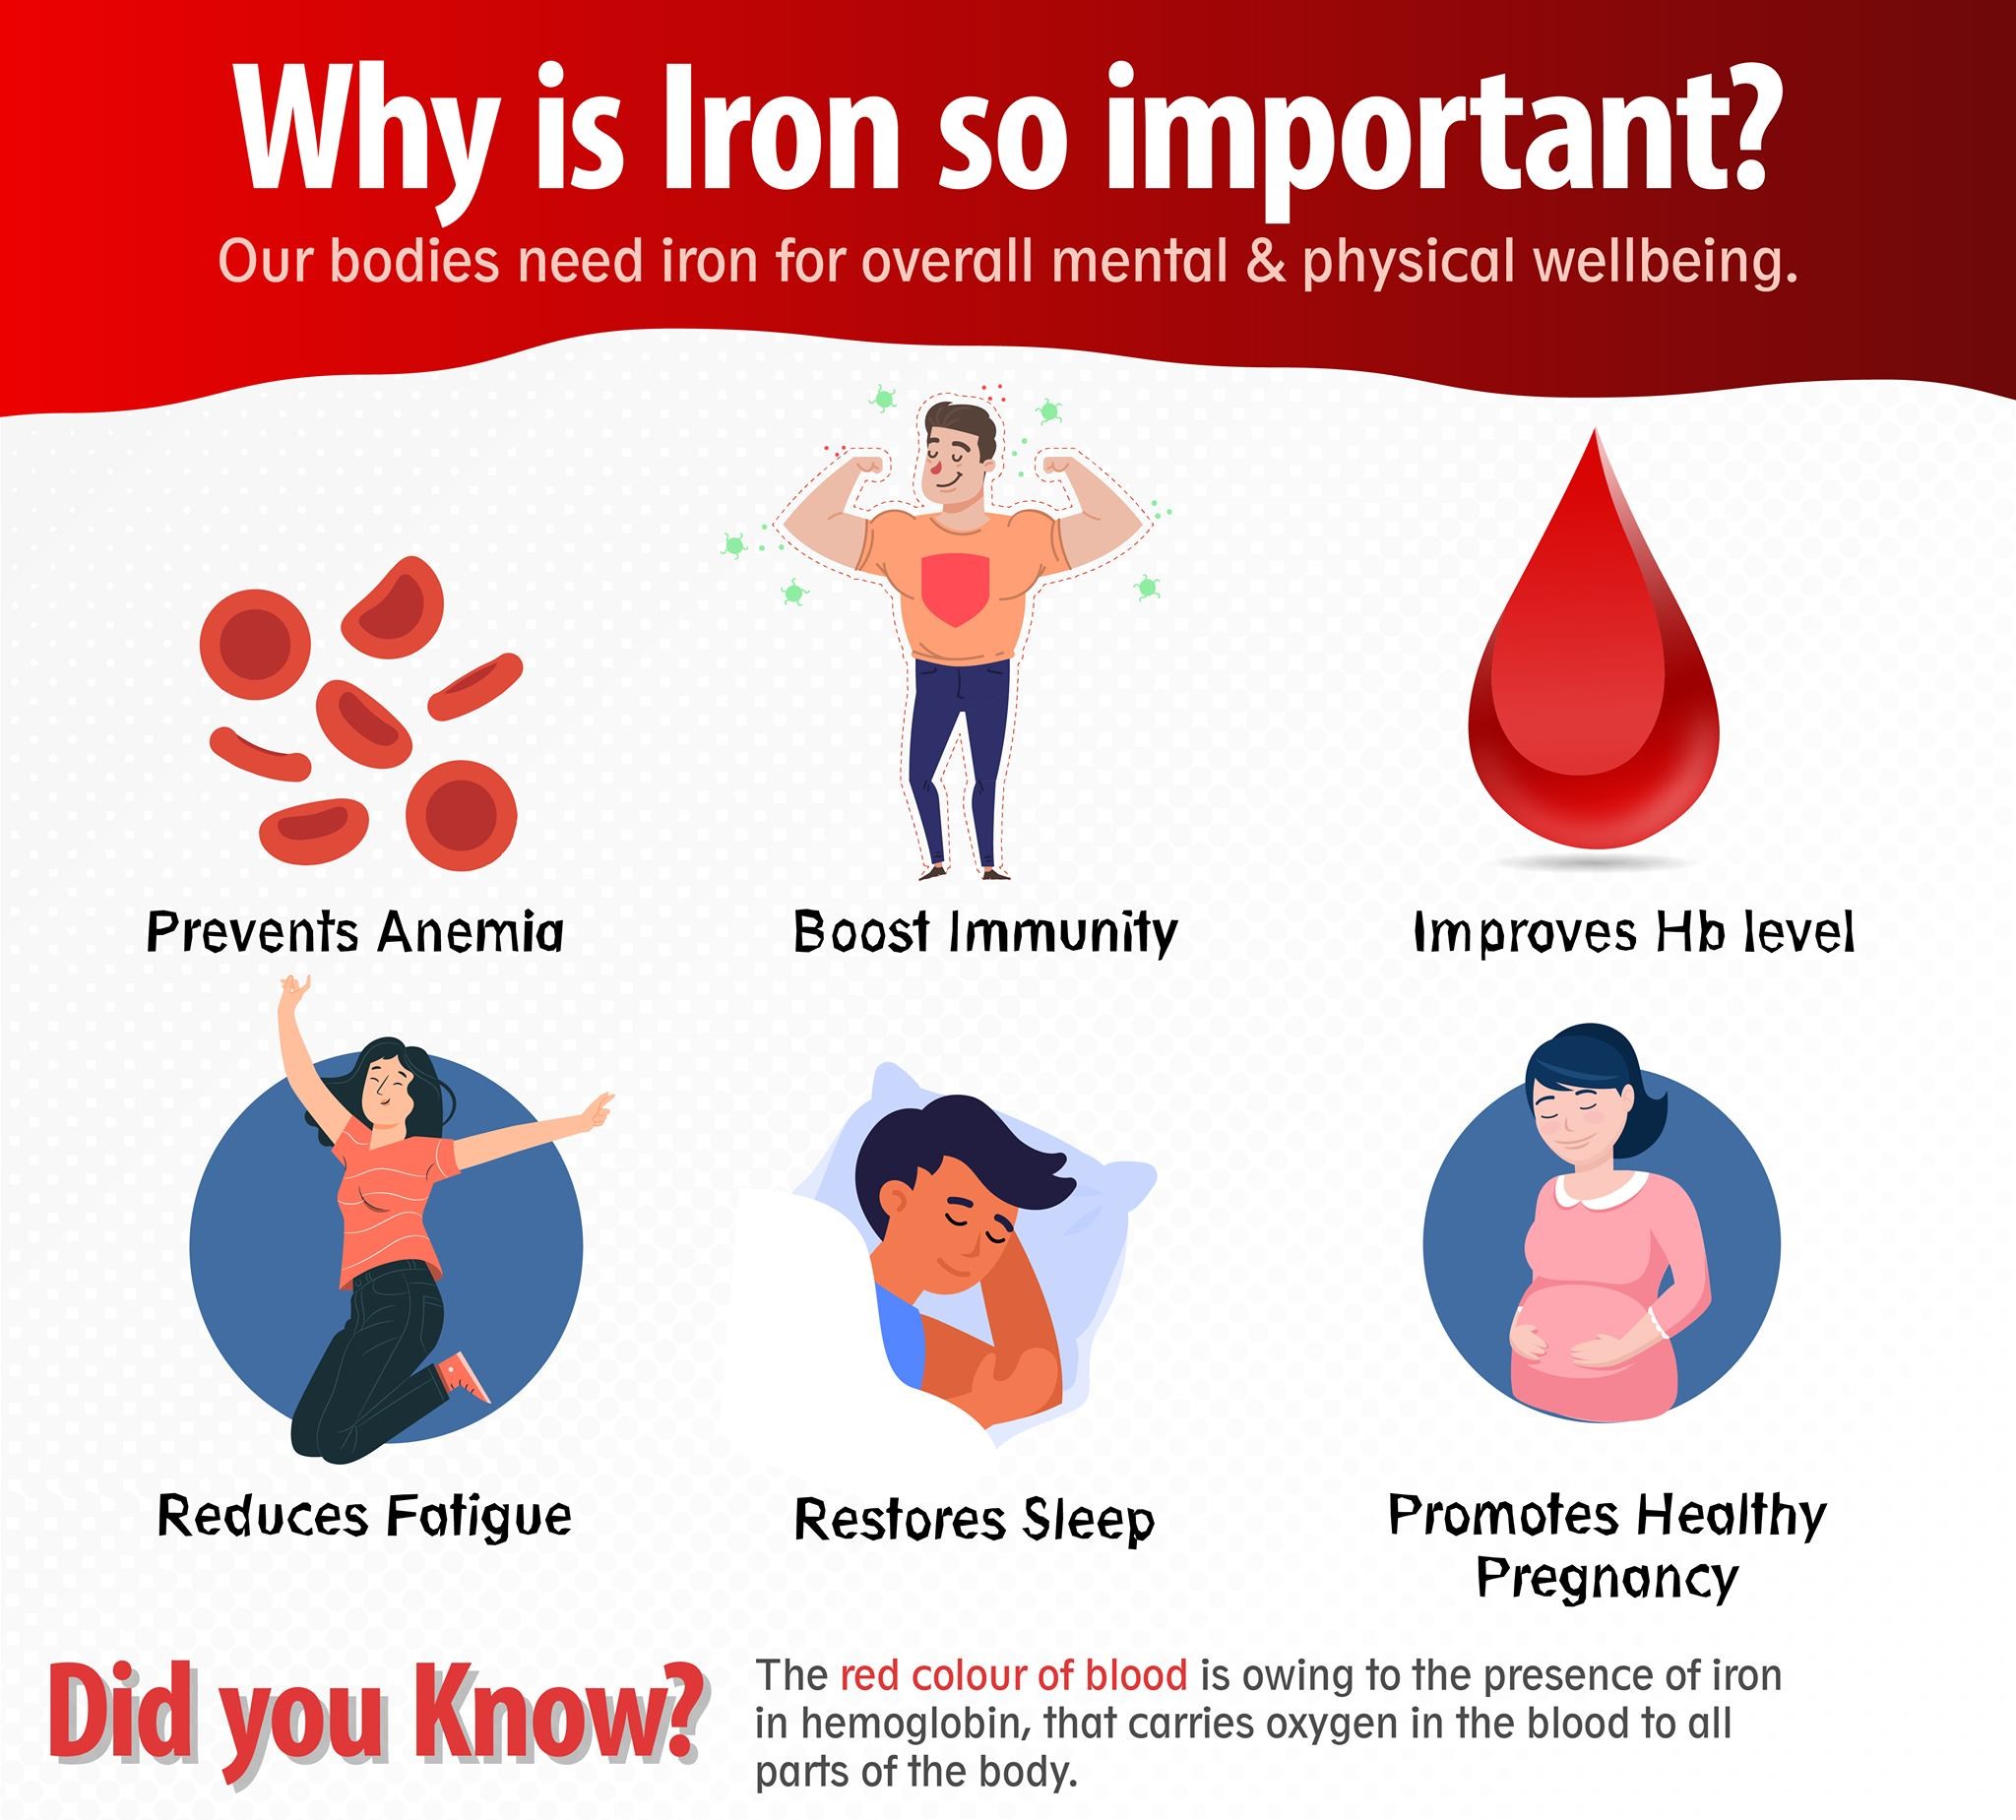 Why is Iron so important?
Our bodies need iron for overall mental & physical wellbeing.
Prevents Anemia
Boost Immunity
Improves Hb level
Reduces Fatigue
Restores Sleep
Promotes Healthy
Pregnancy
Did you Know?
The red colour of blood is owing to the presence of iron
in hemoglobin, that carries oxygen in the blood to all
parts of the body.